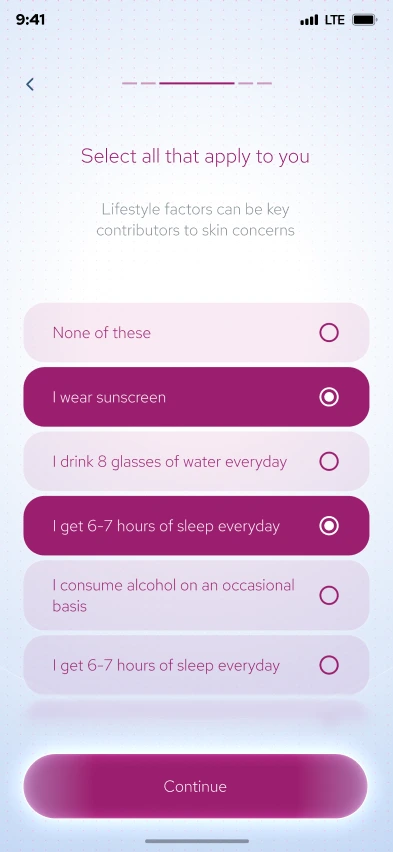 9:41
LTE
Select all that apply to you
Lifestyle factors can be key
contributors to skin concerns
None of these
I wear sunscreen
I drink 8 glasses of water everyday
I get 6-7 hours of sleep everyday
I consume alcohol on an occasional
basis
I get 6-7 hours of sleep everyday
Continue